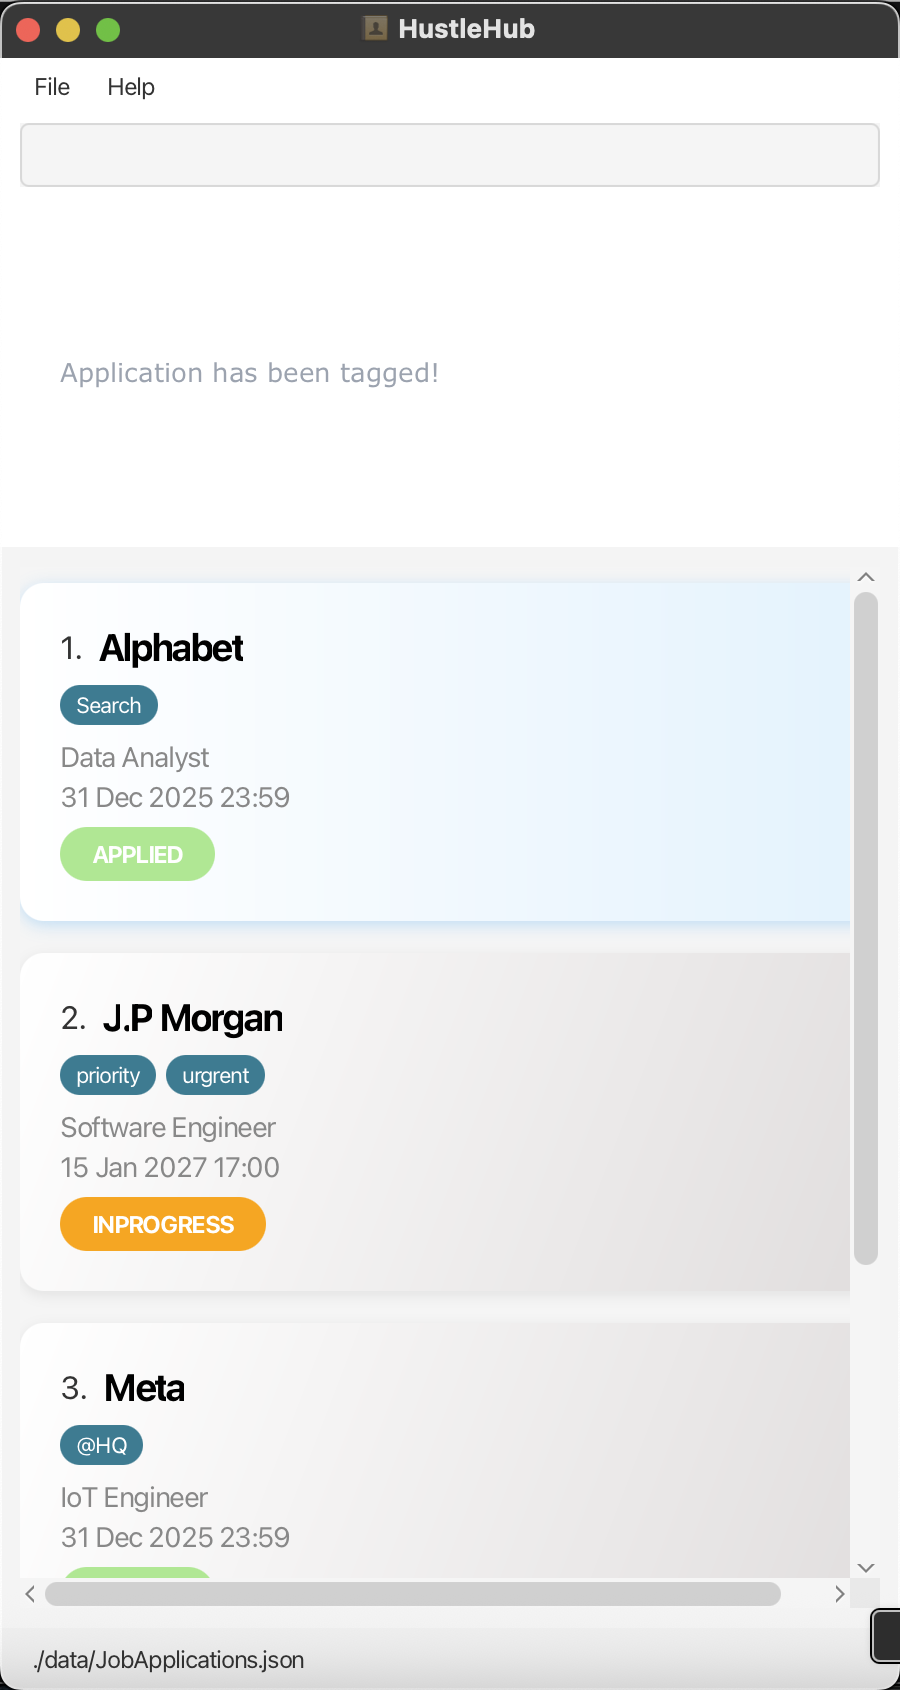 HustleHub
File Help
Application has been tagged!
1. Alphabet
Search
Data Analyst
31 Dec 2025 23:59
APPLIED
2. J.P Morgan
priority urgrent
Software Engineer
15 Jan 2027 17:00
INPROGRESS
3. Meta
@HQ
IoT Engineer
31 Dec 2025 23:59
./data/JobApplications.json